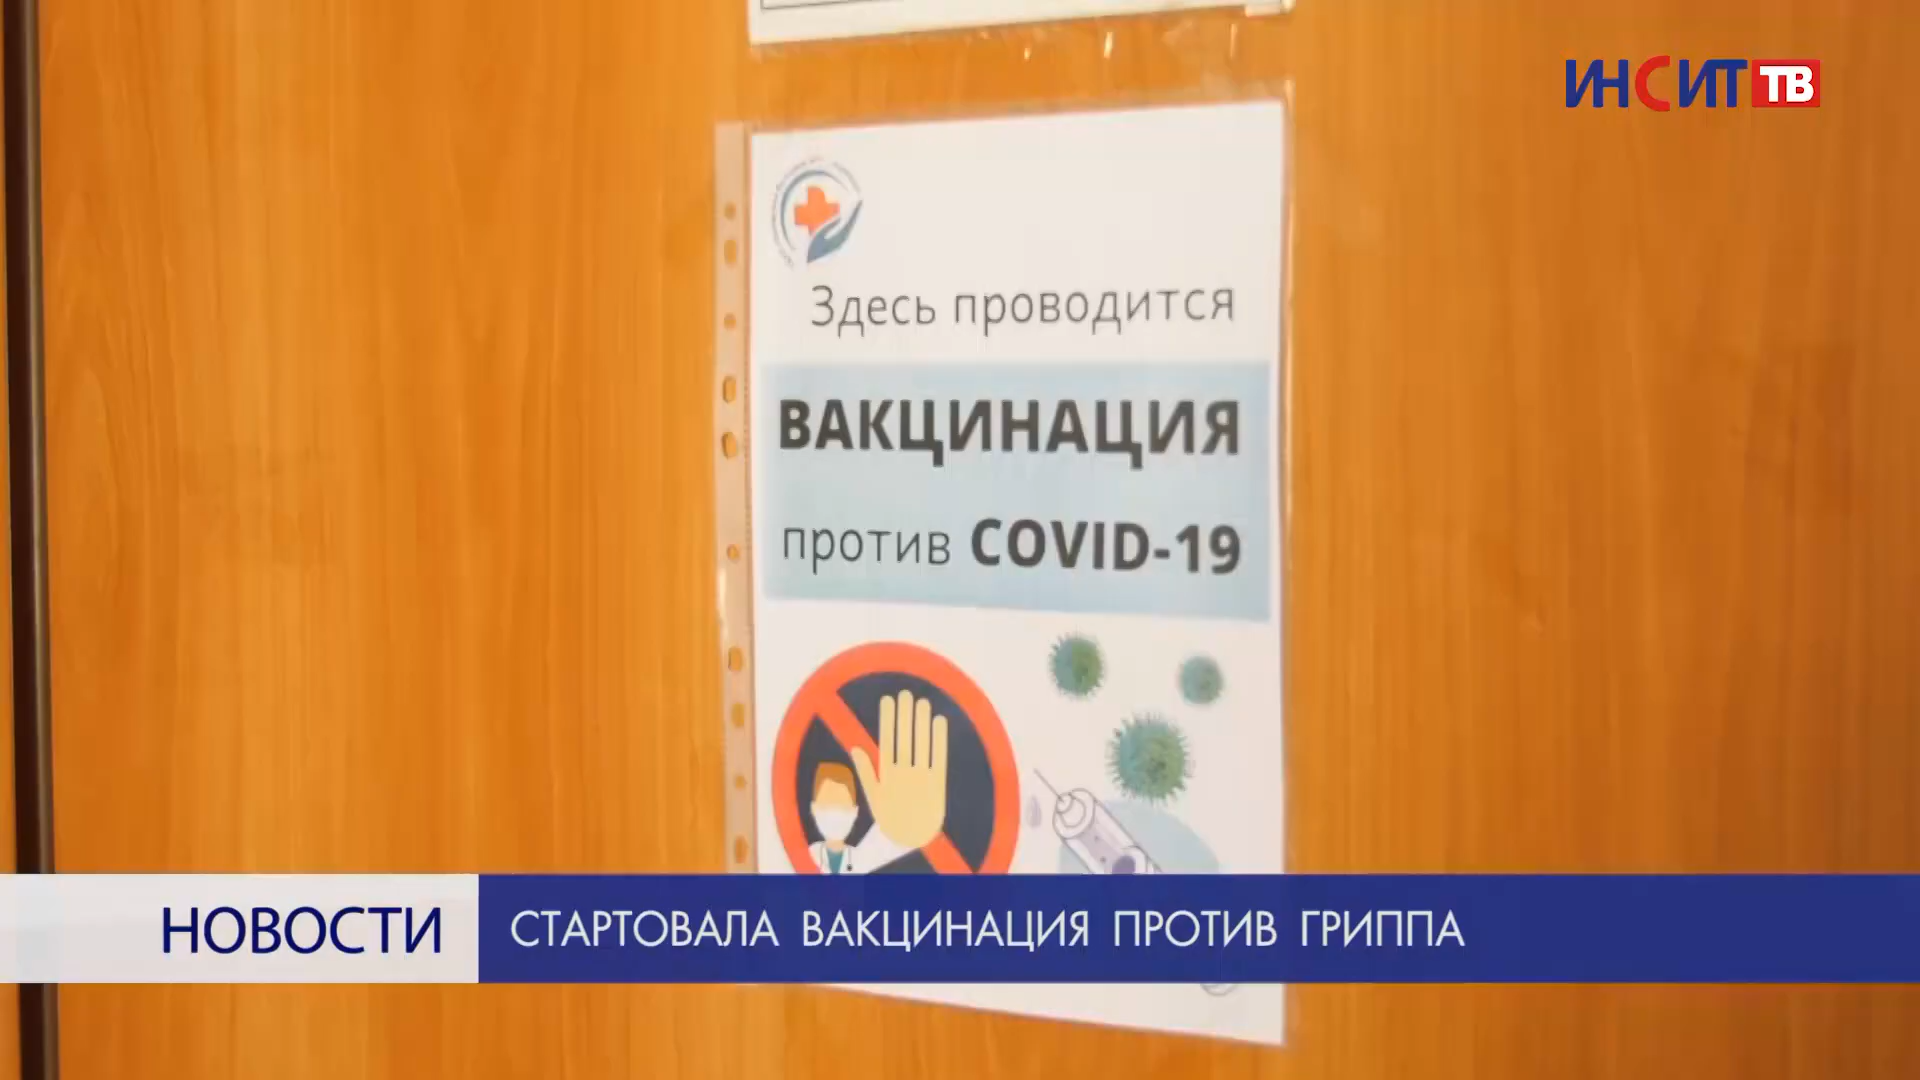 ИНСИТ ТВ
Здесь проводится
ВАКЦИНАЦИЯ
против COVID-19
НОВОСТИ
СТАРТОВАЛА ВАКЦИНАЦИЯ ПРОТИВ ГРИППА